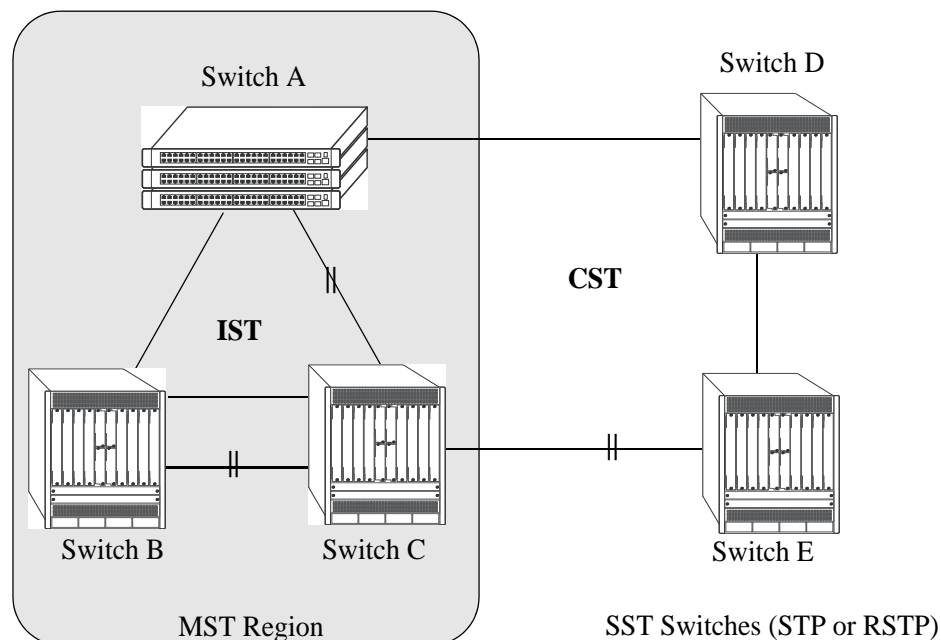 Switch A
Switch D
CST
IST
Switch B
Switch C
Switch E
MST Region
SST Switches (STP or RSTP)